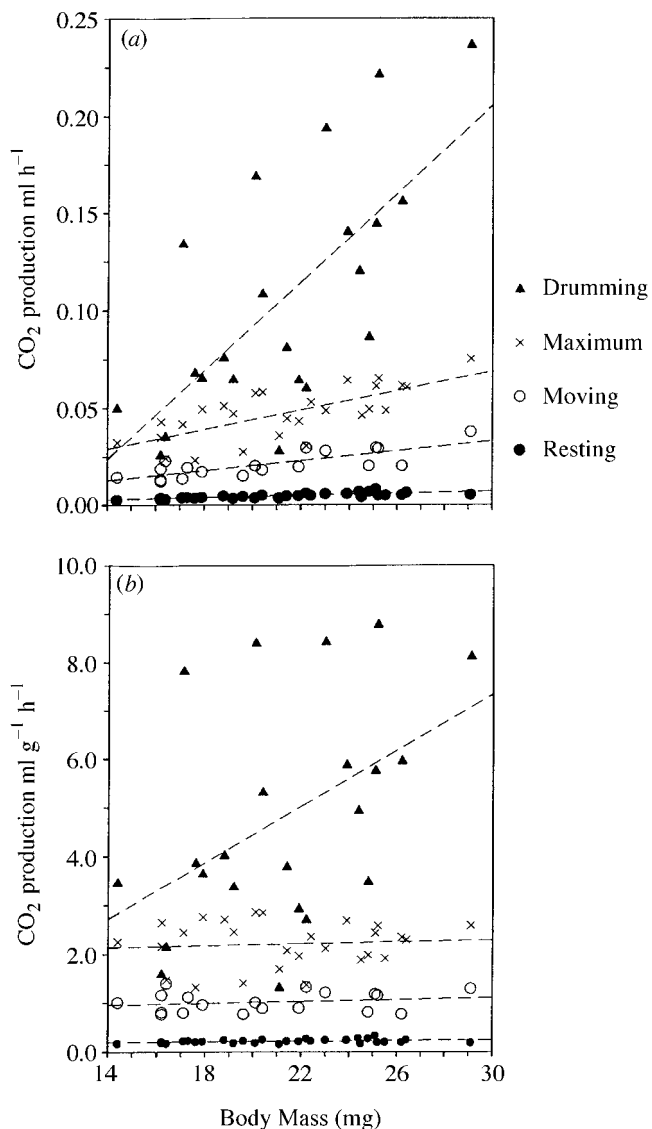 (a)
0.25
0.20
0.15
0.10
0.05
0.00
CO₂ production ml h⁻¹
▲ Drumming
× Maximum
○ Moving
● Resting
(b)
10.0
8.0
6.0
4.0
2.0
0.0
CO₂ production ml g⁻¹ h⁻¹
14 18 22 26 30
Body Mass (mg)